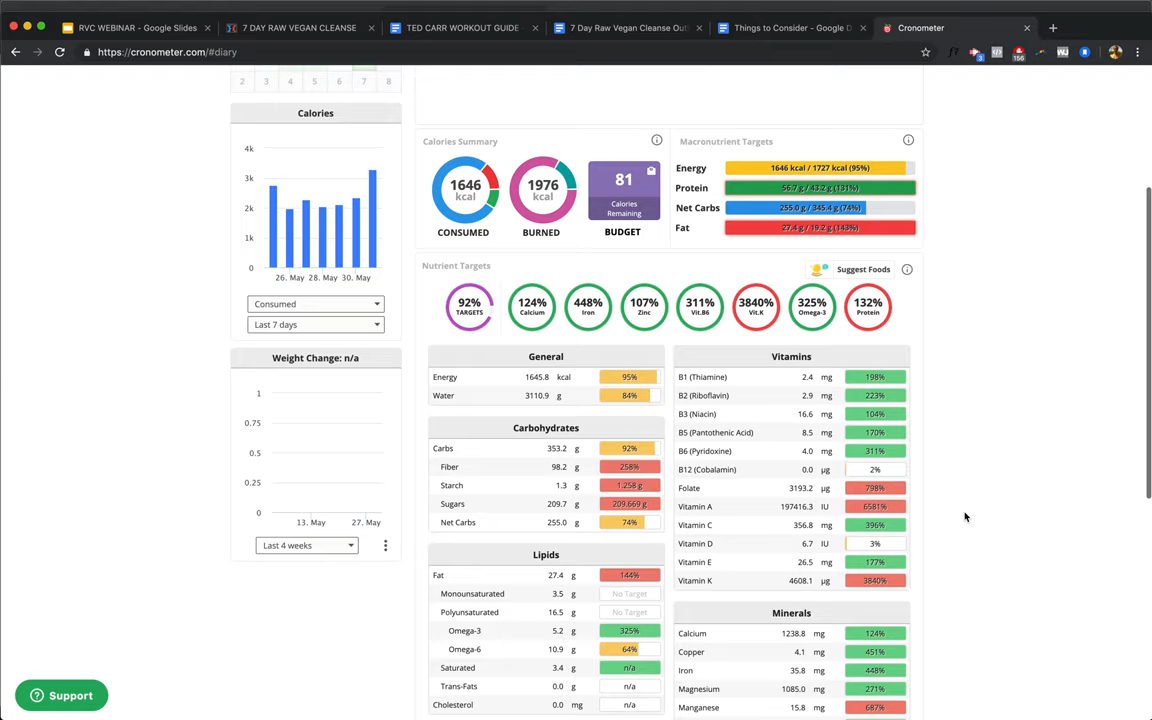 RVC WEBINAR - Google Slides
7 DAY RAW VEGAN CLEANSE
TED CARR WORKOUT GUIDE -
7 Day Raw Vegan Cleanse Out
Things to Consider - Google D
Cronometer
https://cronometer.com/#diary
2 3 4 5 6 7 8
Calories
4k
3k
2k
1k
0
26. May 28. May 30. May
Consumed
Last 7 days
Weight Change: n/a
1
0.75
0.5
0.25
0
13. May 27. May
Last 4 weeks
Support
Calories Summary
1646
kcal
CONSUMED
1976
kcal
BURNED
81
Calories
Remaining
BUDGET
Macronutrient Targets
Energy 1646 kcal / 1727 kcal (95%)
Protein 56.7 g / 43.2 g (131%)
Net Carbs 255.0 g / 345.4 g (74%)
Fat 27.4 g / 19.2 g (143%)
Nutrient Targets
Suggest Foods
92%
TARGETS
124%
Calcium
448%
Iron
107%
Zinc
311%
Vit.B6
3840%
Vit.K
325%
Omega-3
132%
Protein
General
Energy 1645.8 kcal 95%
Water 3110.9 g 84%
Carbohydrates
Carbs 353.2 g 92%
Fiber 98.2 g 258%
Starch 1.3 g 1.258 g
Sugars 209.7 g 209.669 g
Net Carbs 255.0 g 74%
Lipids
Fat 27.4 g 144%
Monounsaturated 3.5 g No Target
Polyunsaturated 16.5 g No Target
Omega-3 5.2 g 325%
Omega-6 10.9 g 64%
Saturated 3.4 g n/a
Trans-Fats 0.0 g n/a
Cholesterol 0.0 mg n/a
Vitamins
B1 (Thiamine) 2.4 mg 198%
B2 (Riboflavin) 2.9 mg 223%
B3 (Niacin) 16.6 mg 104%
B5 (Pantothenic Acid) 8.5 mg 170%
B6 (Pyridoxine) 4.0 mg 311%
B12 (Cobalamin) 0.0 µg 2%
Folate 3193.2 µg 798%
Vitamin A 197416.3 IU 6581%
Vitamin C 356.8 mg 396%
Vitamin D 6.7 IU 3%
Vitamin E 26.5 mg 177%
Vitamin K 4608.1 µg 3840%
Minerals
Calcium 1238.8 mg 124%
Copper 4.1 mg 451%
Iron 35.8 mg 448%
Magnesium 1085.0 mg 271%
Manganese 15.8 mg 687%